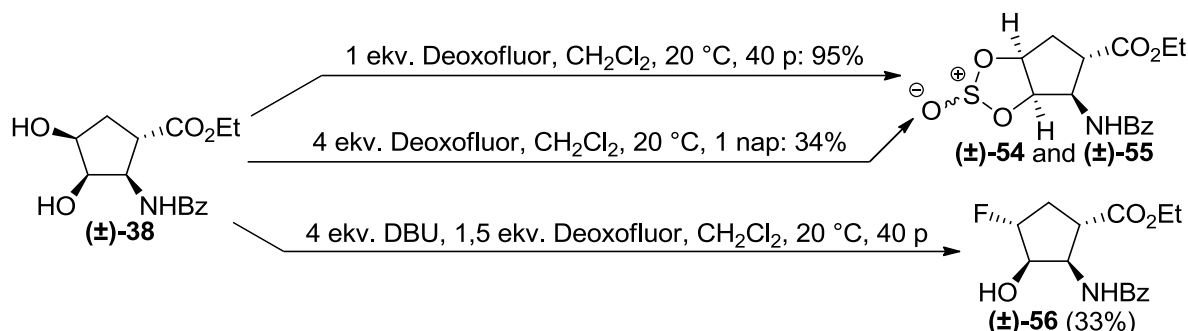 1 ekv. Deoxofluor, CH₂Cl₂, 20 °C, 40 p: 95%
4 ekv. Deoxofluor, CH₂Cl₂, 20 °C, 1 nap: 34%
4 ekv. DBU, 1,5 ekv. Deoxofluor, CH₂Cl₂, 20 °C, 40 p
HO
CO₂Et
HO
NHBz
(±)-38
H
O
CO₂Et
⊖
O
S
⊕
O
H
NHBz
(±)-54 and (±)-55
F
CO₂Et
HO
NHBz
(±)-56 (33%)